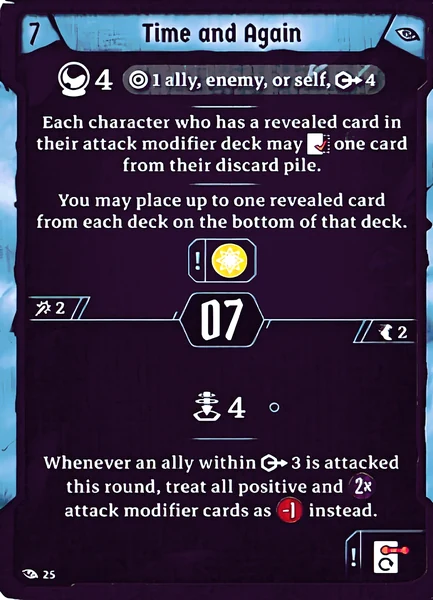 7 Time and Again
4 1 ally, enemy, or self, 4
Each character who has a revealed card in
their attack modifier deck may one card
from their discard pile.
You may place up to one revealed card
from each deck on the bottom of that deck.
!
2
07
2
4
Whenever an ally within 3 is attacked
this round, treat all positive and 2x
attack modifier cards as -1 instead.
!
25